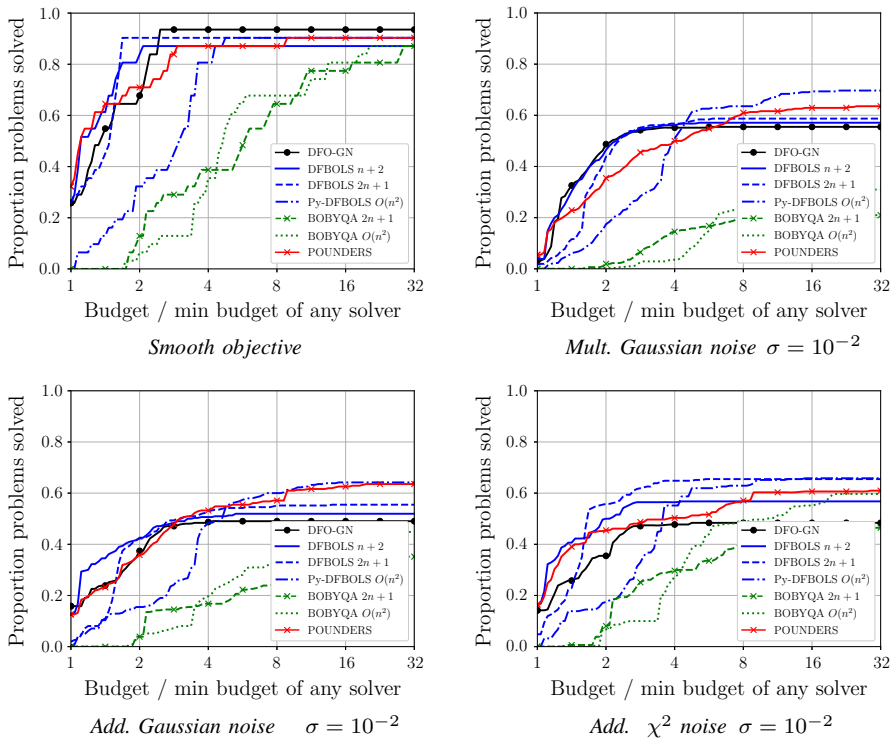 1.0
0.8
0.6
0.4
0.2
0.0
Proportion problems solved
DFO-GN
DFBOLS n + 2
DFBOLS 2n + 1
Py-DFBOLS O(n²)
BOBYQA 2n + 1
BOBYQA O(n²)
POUNDERS
1 2 4 8 16 32
Budget / min budget of any solver
Smooth objective
1.0
0.8
0.6
0.4
0.2
0.0
Proportion problems solved
DFO-GN
DFBOLS n + 2
DFBOLS 2n + 1
Py-DFBOLS O(n²)
BOBYQA 2n + 1
BOBYQA O(n²)
POUNDERS
1 2 4 8 16 32
Budget / min budget of any solver
Mult. Gaussian noise σ = 10⁻²
1.0
0.8
0.6
0.4
0.2
0.0
Proportion problems solved
DFO-GN
DFBOLS n + 2
DFBOLS 2n + 1
Py-DFBOLS O(n²)
BOBYQA 2n + 1
BOBYQA O(n²)
POUNDERS
1 2 4 8 16 32
Budget / min budget of any solver
Add. Gaussian noise σ = 10⁻²
1.0
0.8
0.6
0.4
0.2
0.0
Proportion problems solved
DFO-GN
DFBOLS n + 2
DFBOLS 2n + 1
Py-DFBOLS O(n²)
BOBYQA 2n + 1
BOBYQA O(n²)
POUNDERS
1 2 4 8 16 32
Budget / min budget of any solver
Add. χ² noise σ = 10⁻²